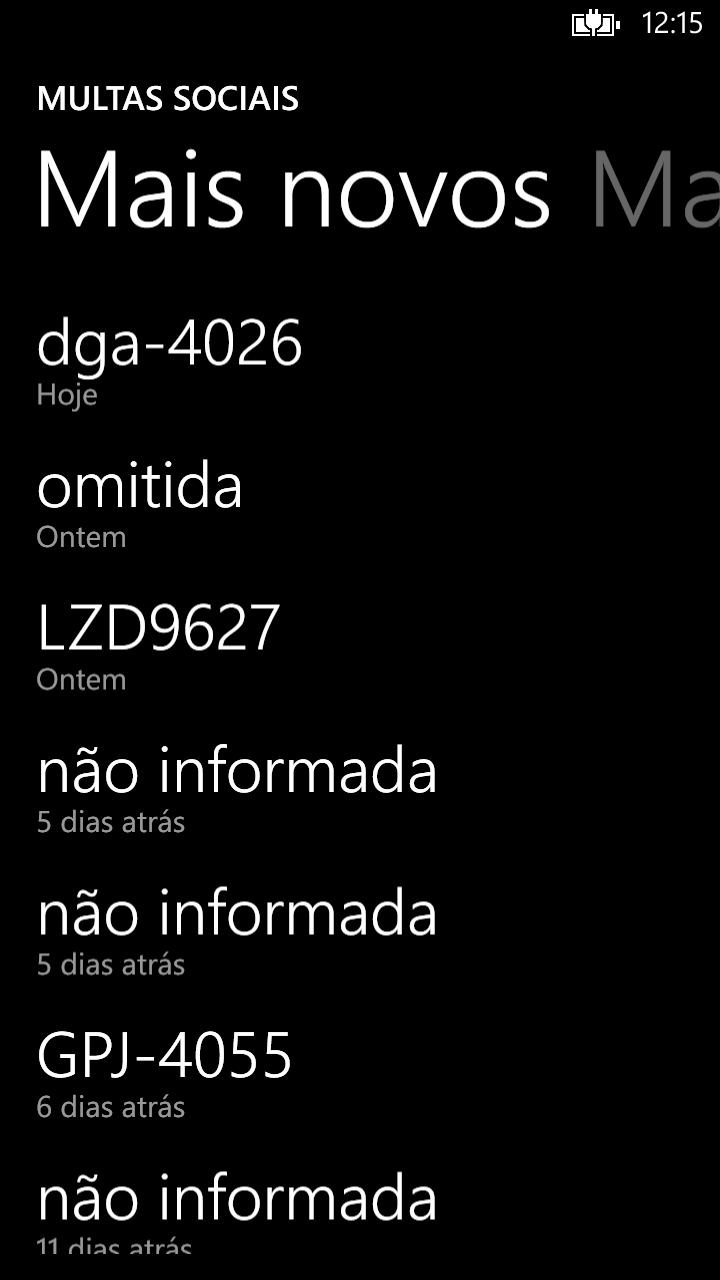 12:15
MULTAS SOCIAIS
Mais novos Ma
dga-4026
Hoje
omitida
Ontem
LZD9627
Ontem
não informada
5 dias atrás
não informada
5 dias atrás
GPJ-4055
6 dias atrás
não informada
11 dias atrás